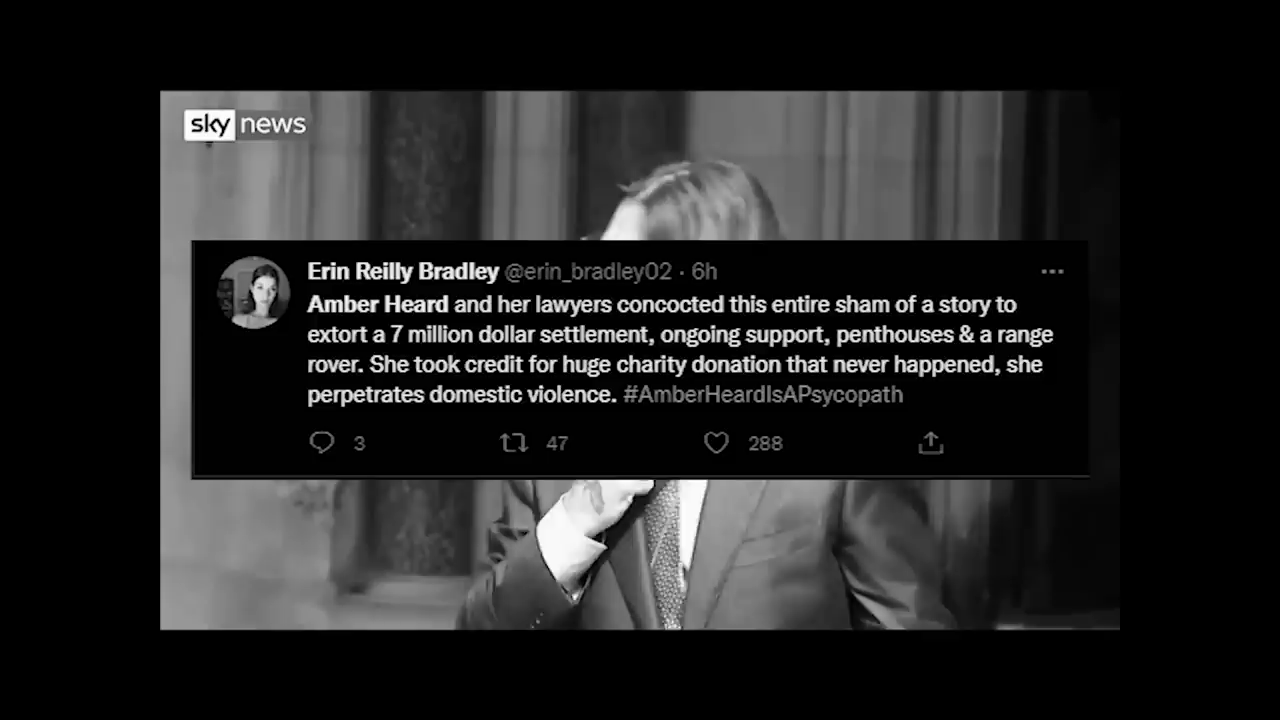 sky news
Erin Reilly Bradley @erin_bradley02 · 6h
Amber Heard and her lawyers concocted this entire sham of a story to
extort a 7 million dollar settlement, ongoing support, penthouses & a range
rover. She took credit for huge charity donation that never happened, she
perpetrates domestic violence. #AmberHeardIsAPsycopath
3 47 288